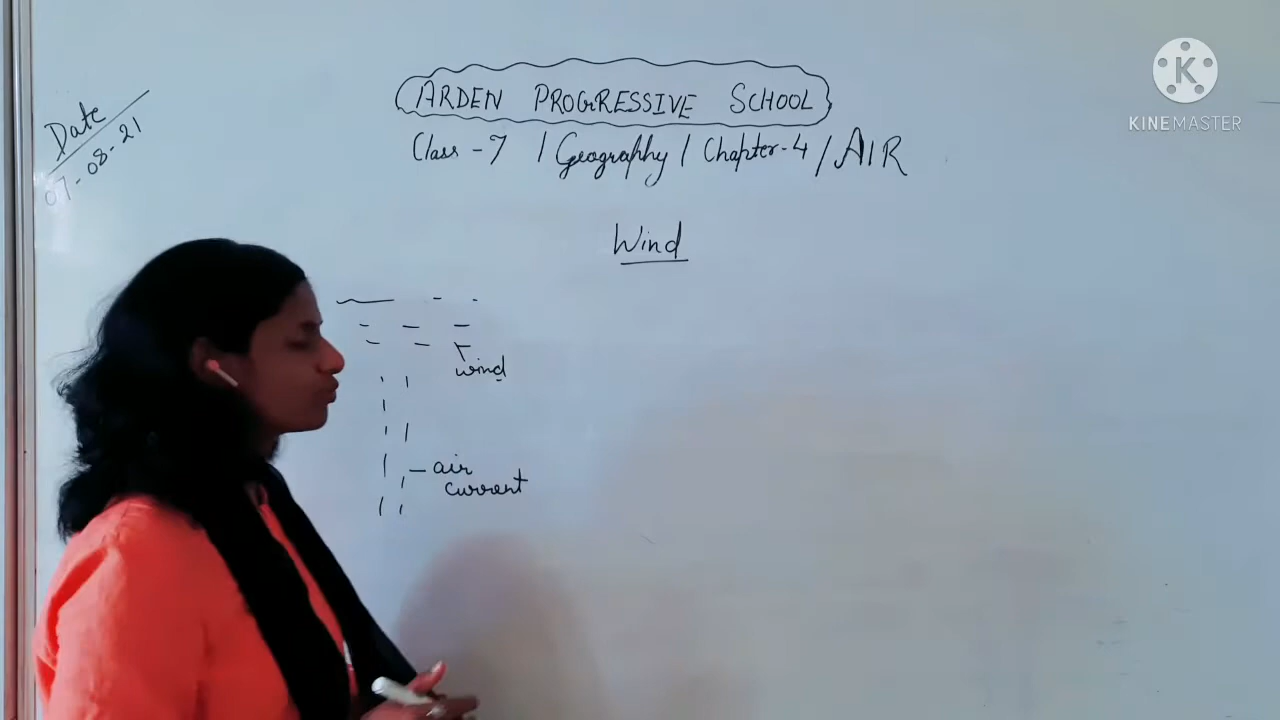 Date
07-08-21
ARDEN PROGRESSIVE SCHOOL
Class-7 / Geography / Chapter-4 / AIR
Wind
wind
air
current
KINEMASTER